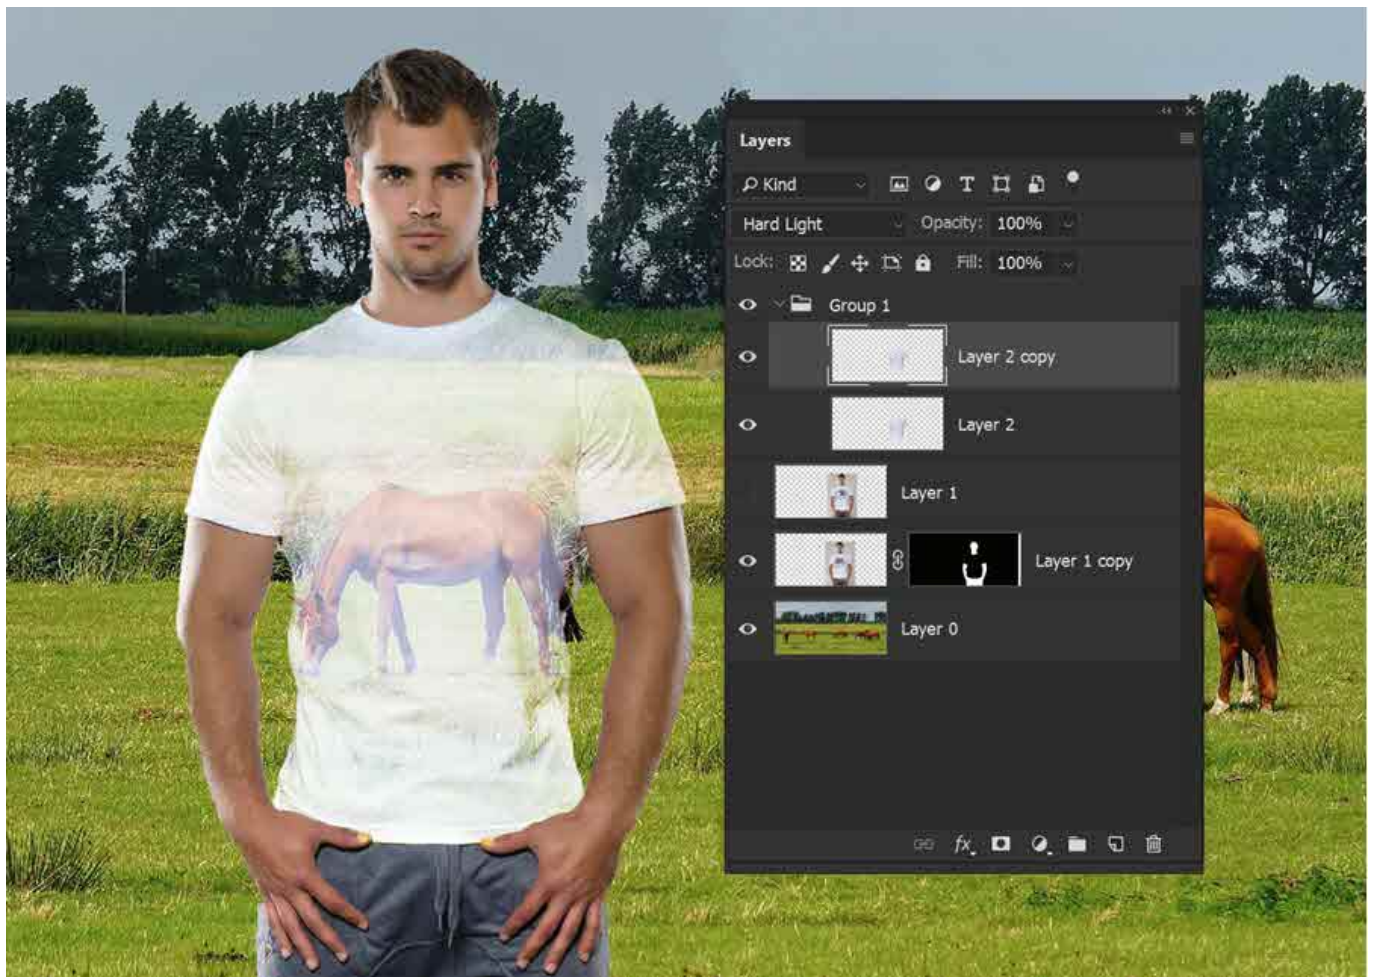 Layers
Kind
T
Hard Light Opacity: 100%
Lock: Fill: 100%
Group 1
Layer 2 copy
Layer 2
Layer 1
Layer 1 copy
Layer 0
fx